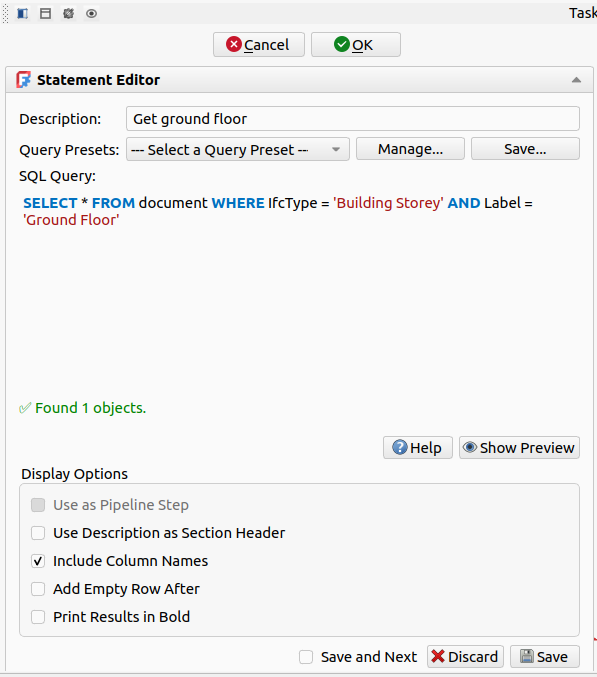 Task
Cancel
OK
Statement Editor
Description: Get ground floor
Query Presets: --- Select a Query Preset --- Manage... Save...
SQL Query:
SELECT * FROM document WHERE IfcType = 'Building Storey' AND Label =
'Ground Floor'
✅ Found 1 objects.
Help
Show Preview
Display Options
Use as Pipeline Step
Use Description as Section Header
Include Column Names
Add Empty Row After
Print Results in Bold
Save and Next
Discard
Save